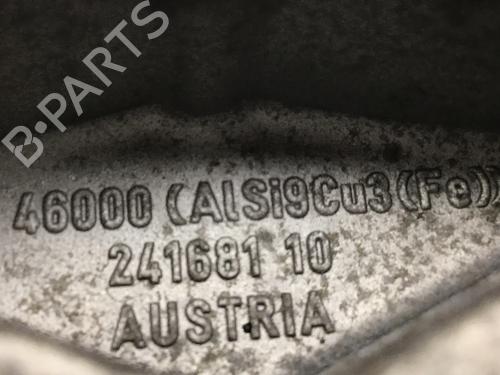 B-PARTS
46000 (AlSi9Cu3(Fe))
241681 10
AUSTRIA